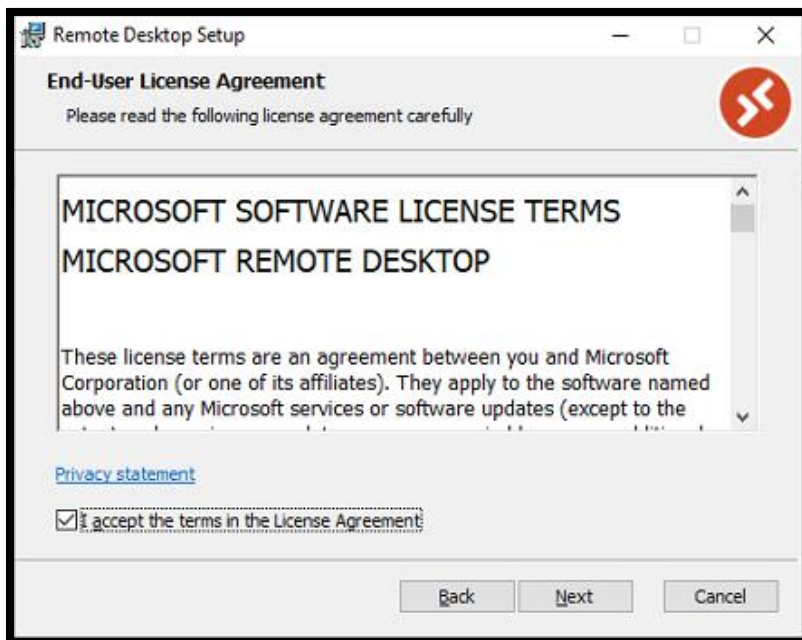 Remote Desktop Setup
End-User License Agreement
Please read the following license agreement carefully
MICROSOFT SOFTWARE LICENSE TERMS
MICROSOFT REMOTE DESKTOP
These license terms are an agreement between you and Microsoft
Corporation (or one of its affiliates). They apply to the software named
above and any Microsoft services or software updates (except to the
Privacy statement
I accept the terms in the License Agreement
Back
Next
Cancel